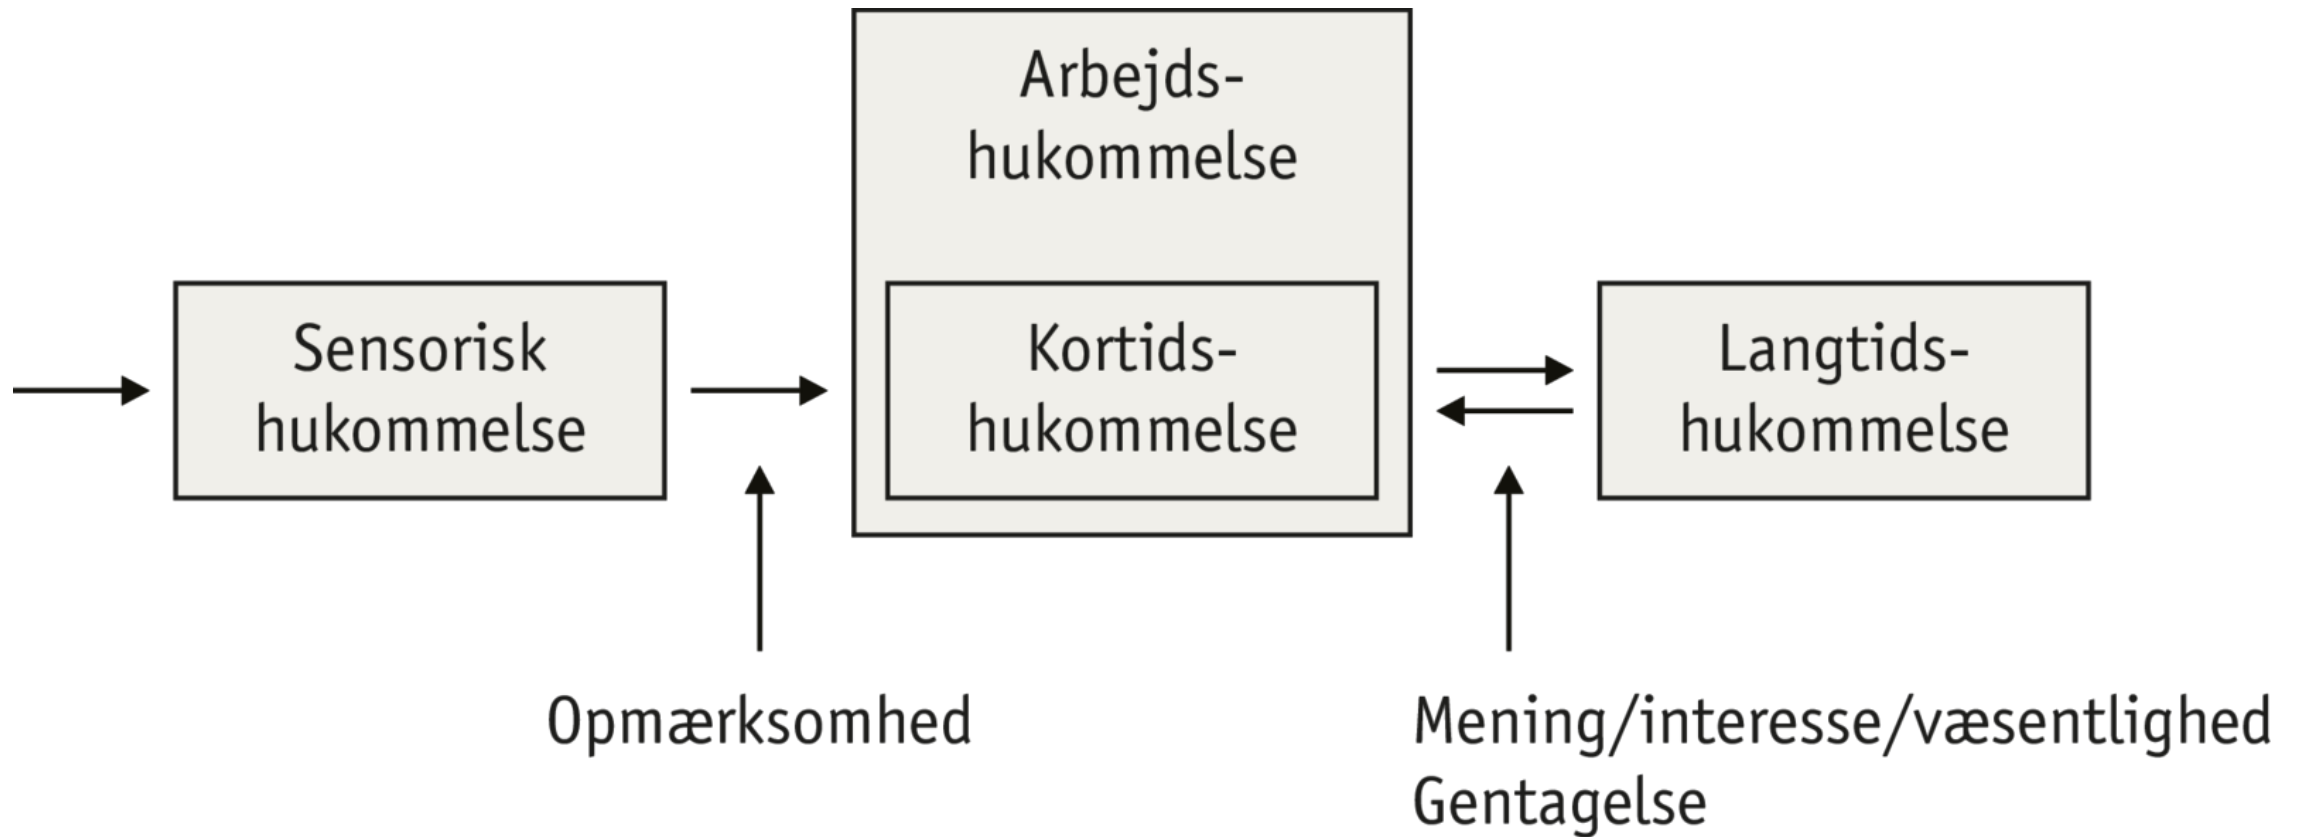 Arbejds-
hukommelse
Sensorisk
hukommelse
Kortids-
hukommelse
Langtids-
hukommelse
Opmærksomhed
Mening/interesse/væsentlighed
Gentagelse